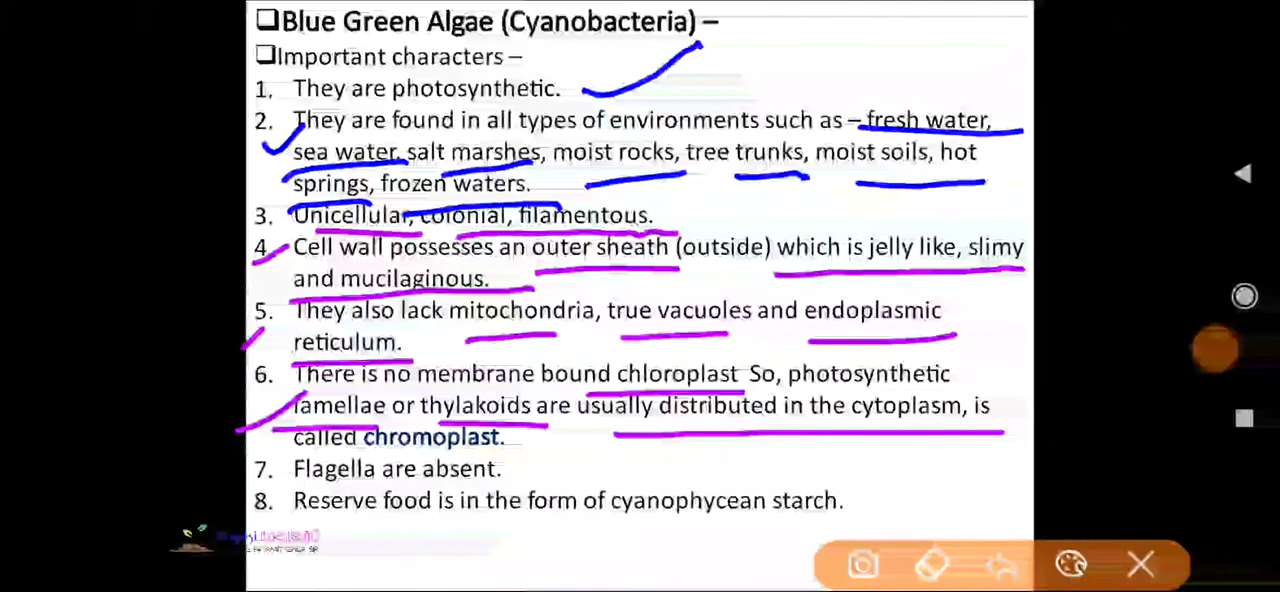 ❑Blue Green Algae (Cyanobacteria) –
❑Important characters –
1. They are photosynthetic.
2. They are found in all types of environments such as – fresh water,
sea water, salt marshes, moist rocks, tree trunks, moist soils, hot
springs, frozen waters.
3. Unicellular, colonial, filamentous.
4. Cell wall possesses an outer sheath (outside) which is jelly like, slimy
and mucilaginous.
5. They also lack mitochondria, true vacuoles and endoplasmic
reticulum.
6. There is no membrane bound chloroplast So, photosynthetic
lamellae or thylakoids are usually distributed in the cytoplasm, is
called chromoplast.
7. Flagella are absent.
8. Reserve food is in the form of cyanophycean starch.